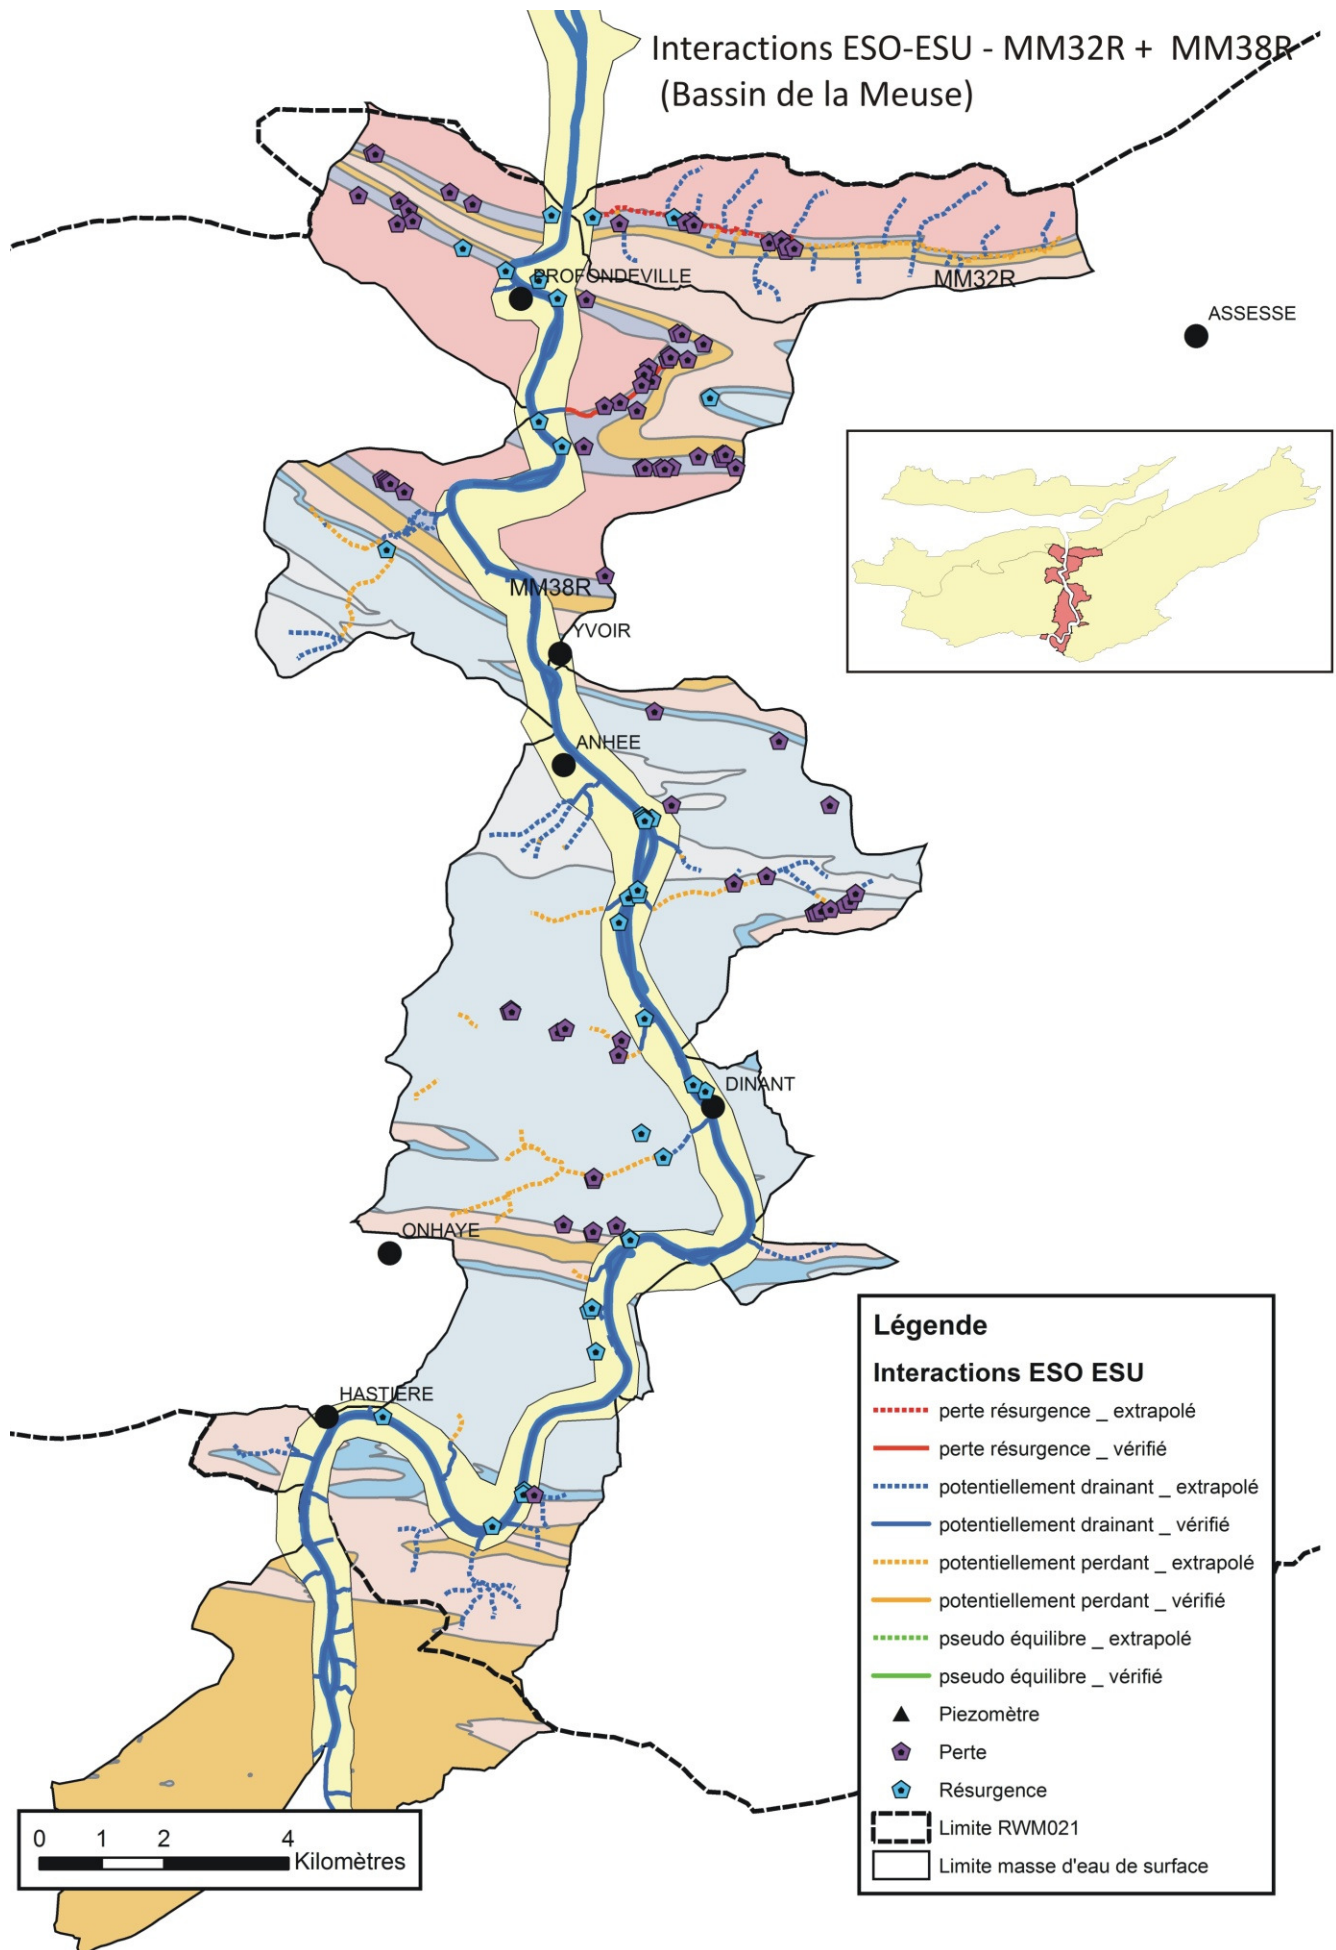 Interactions ESO-ESU - MM32R + MM38R
(Bassin de la Meuse)
PROFONDEVILLE
MM32R
ASSESSE
MM38R
YVOIR
ANHEE
DINANT
ONHAYE
HASTIERE
Légende
Interactions ESO ESU
perte résurgence _ extrapolé
perte résurgence _ vérifié
potentiellement drainant _ extrapolé
potentiellement drainant _ vérifié
potentiellement perdant _ extrapolé
potentiellement perdant _ vérifié
pseudo équilibre _ extrapolé
pseudo équilibre _ vérifié
Piezomètre
Perte
Résurgence
Limite RWM021
Limite masse d'eau de surface
0 1 2 4
Kilomètres